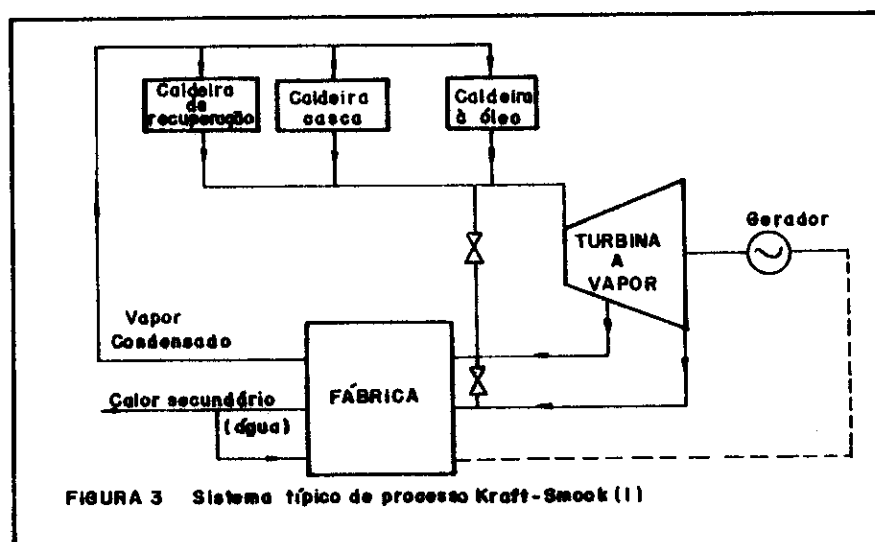 Caldeira
de
recuperação
Caldeira
casca
Caldeira
à óleo
Gerador
TURBINA
A
VAPOR
Vapor
Condensado
FÁBRICA
Calor secundário
(água)
FIGURA 3 Sistema típico de processo Kraft-Smook (1)